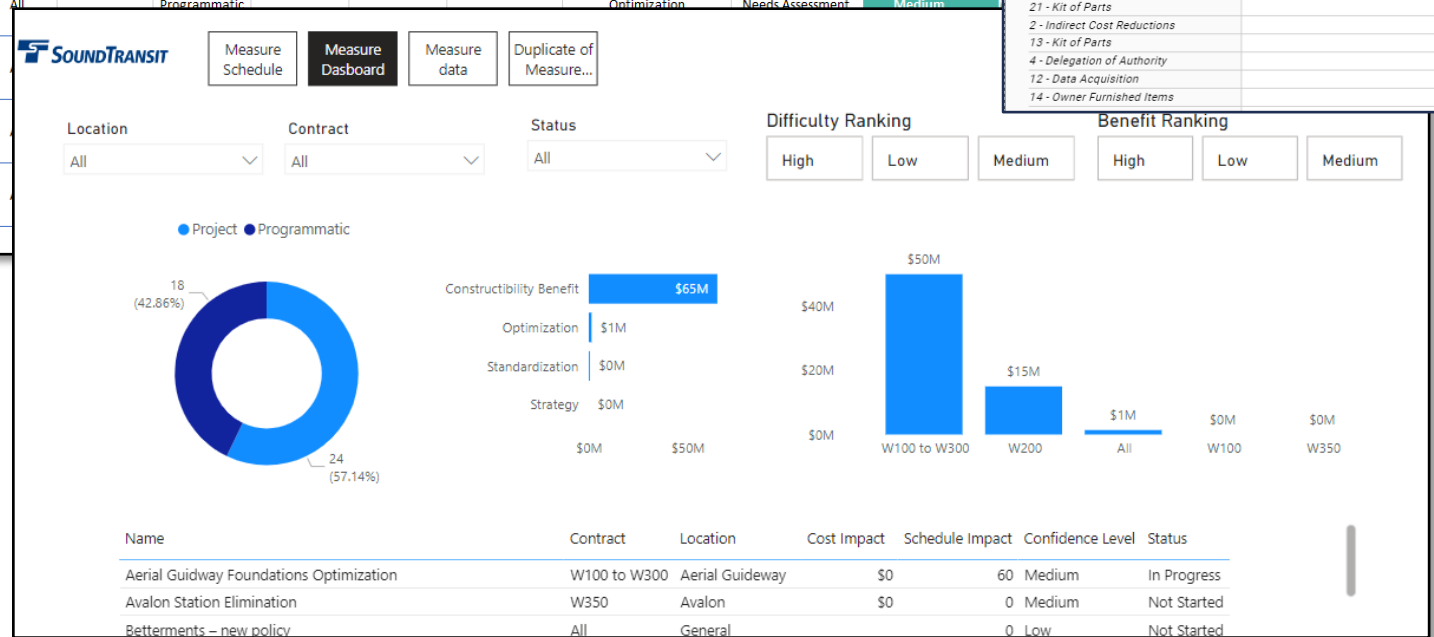 All Programmatic Optimization Needs Assessment Medium
21 - Kit of Parts
2 - Indirect Cost Reductions
13 - Kit of Parts
4 - Delegation of Authority
12 - Data Acquisition
14 - Owner Furnished Items
SOUNDTRANSIT
Measure Schedule
Measure Dasboard
Measure data
Duplicate of Measure...
Location
All
Contract
All
Status
All
Difficulty Ranking
High Low Medium
Benefit Ranking
High Low Medium
Project Programmatic
18
(42.86%)
24
(57.14%)
Constructibility Benefit $65M
Optimization $1M
Standardization $0M
Strategy $0M
$0M $50M
$50M
$40M
$20M
$15M
$1M
$0M
$0M
$0M
W100 to W300 W200 All W100 W350
Name Contract Location Cost Impact Schedule Impact Confidence Level Status
Aerial Guidway Foundations Optimization W100 to W300 Aerial Guideway $0 60 Medium In Progress
Avalon Station Elimination W350 Avalon $0 0 Medium Not Started
Betterments – new policy All General 0 Low Not Started